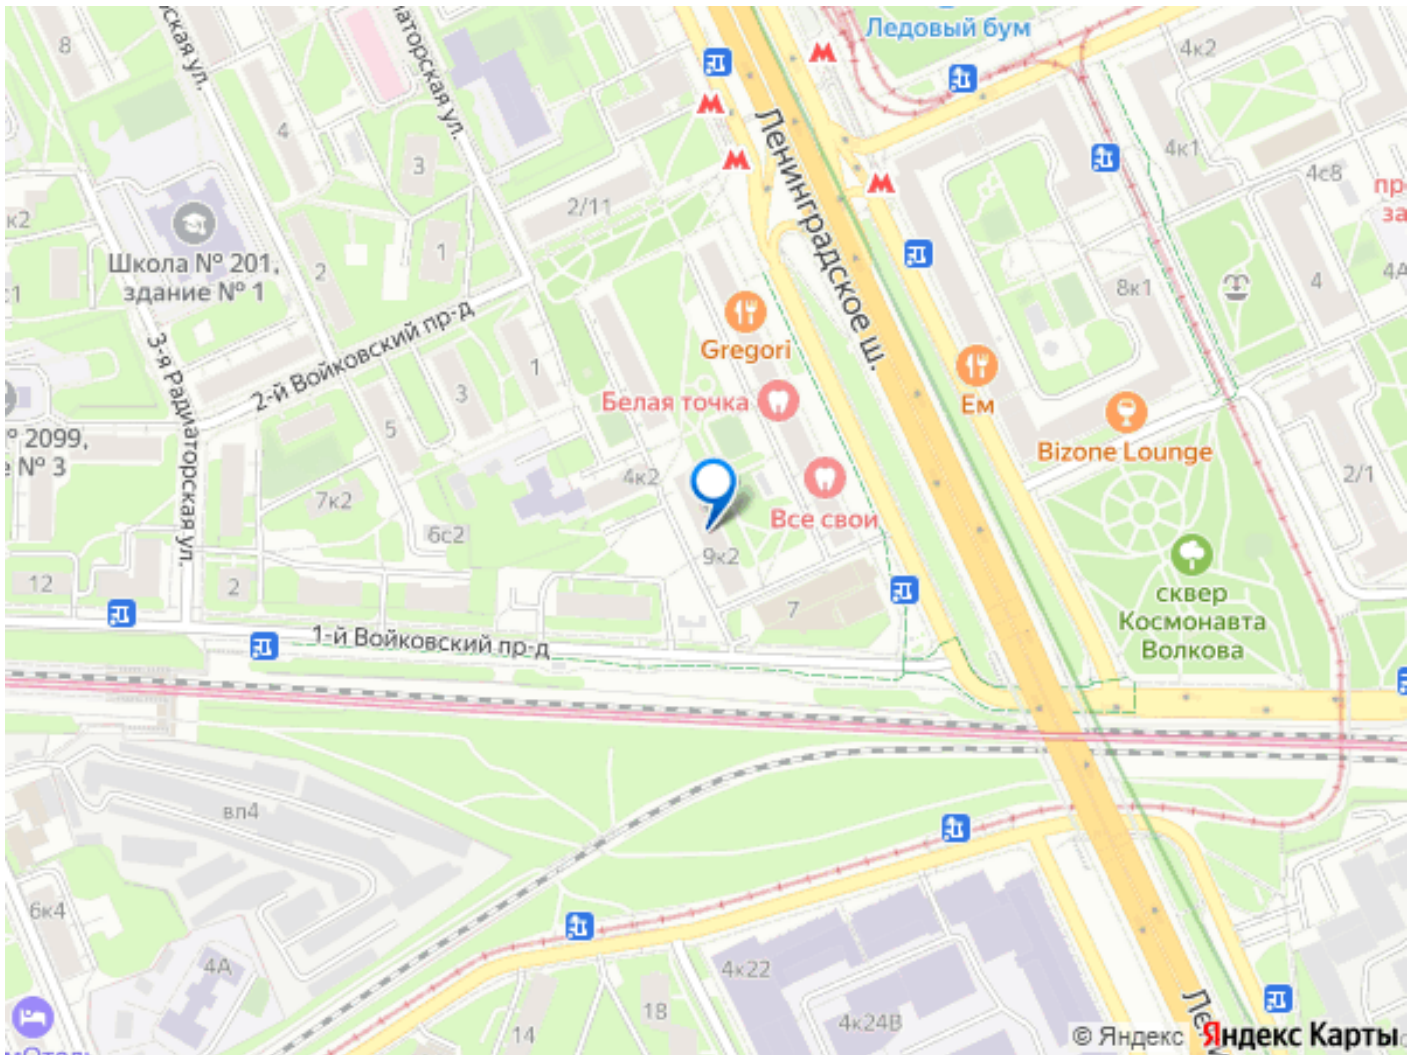 Ледовый бум
4к2
8
4
3
4к1
4с8
Ленинградское ш.
2/11
к2
1
Школа № 201,
здание № 1
2
8к1
4
4А
2-й Войковский пр-д
3-я Радиаторская ул.
Gregori
1
3
Ем
Белая точка
5
№ 2099,
№ 3
Bizone Lounge
2/1
4к2
7к2
Все свои
6с2
9к2
12
2
7
сквер
Космонавта
Волкова
1-й Войковский пр-д
вл4
6к4
4А
4к22
18
14
4к24В
© Яндекс
Яндекс Карты